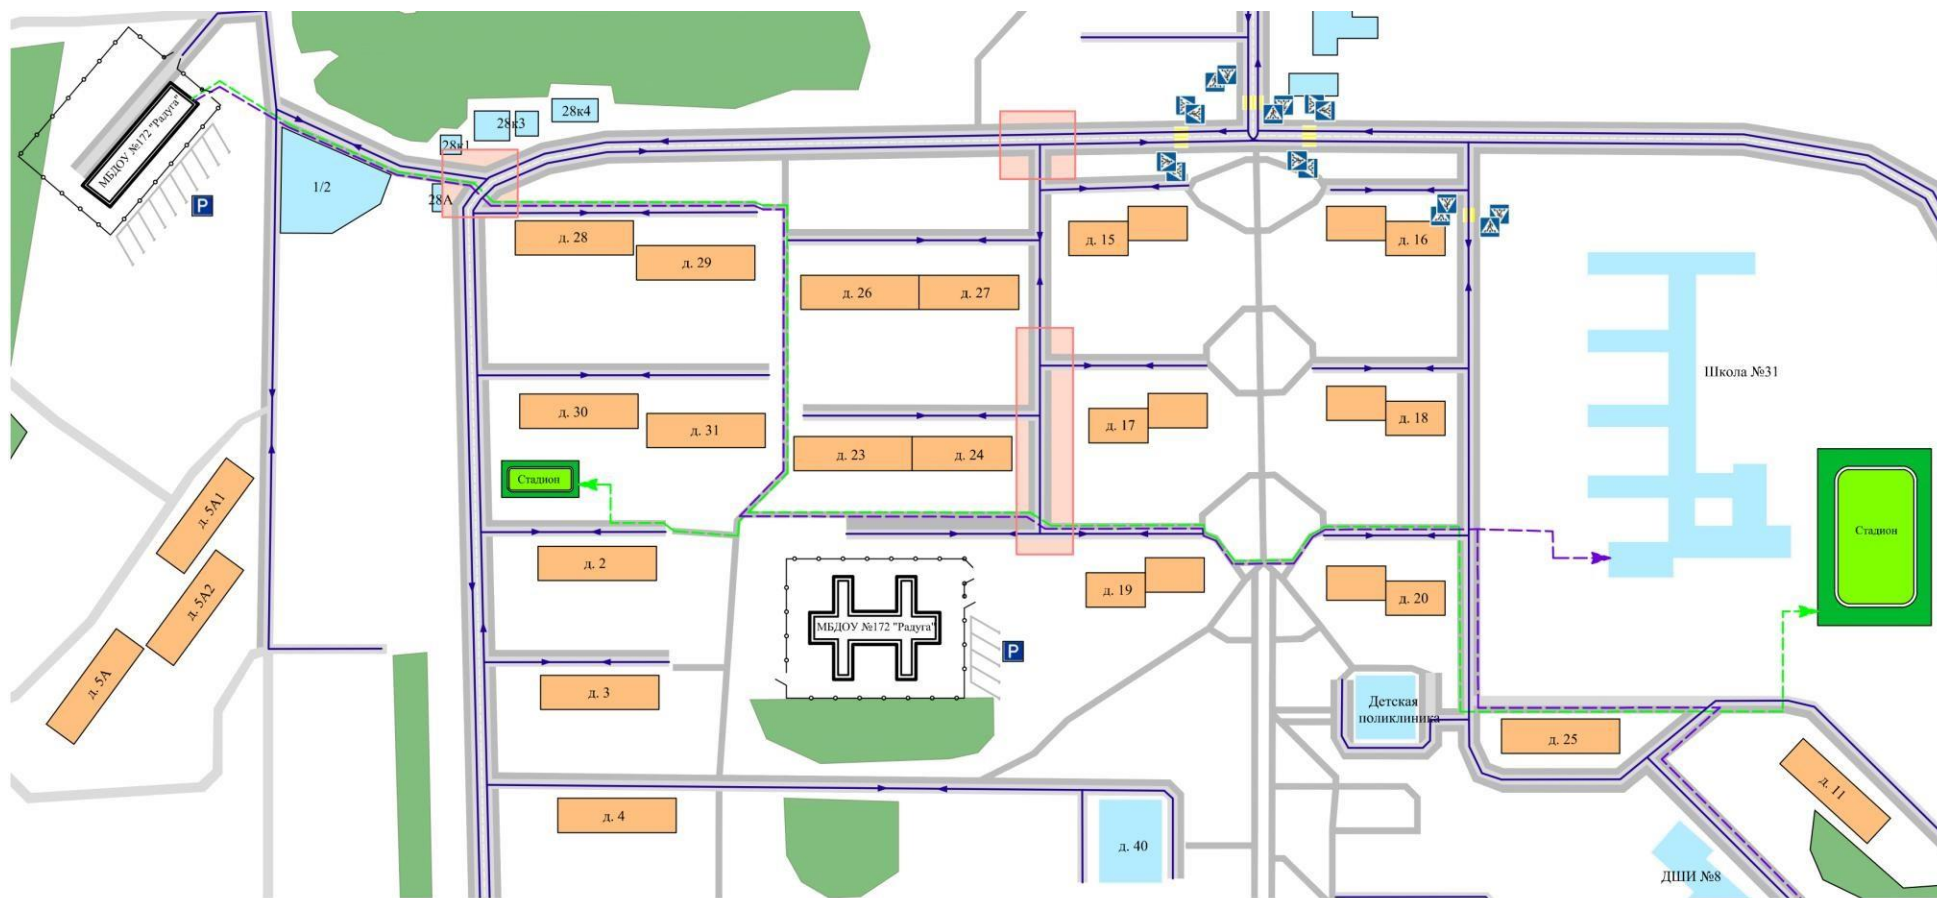 28к4
28к3
28к1
МБДОУ №172 "Радуга"
1/2
28А
P
д. 28
д. 29
д. 15
д. 16
д. 26
д. 27
Школа №31
д. 30
д. 31
д. 17
д. 18
д. 23
д. 24
Стадион
д. 5А1
Стадион
д. 2
д. 5А2
д. 19
д. 20
МБДОУ №172 "Радуга"
P
д. 5А
д. 3
Детская
поликлиника
д. 25
д. 11
д. 4
д. 40
ДШИ №8